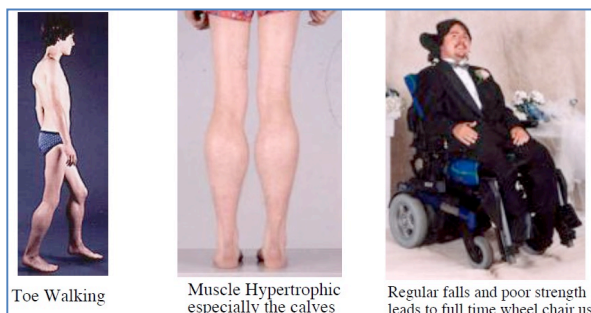 Toe Walking
Muscle Hypertrophic
especially the calves
Regular falls and poor strength
leads to full time wheel chair us